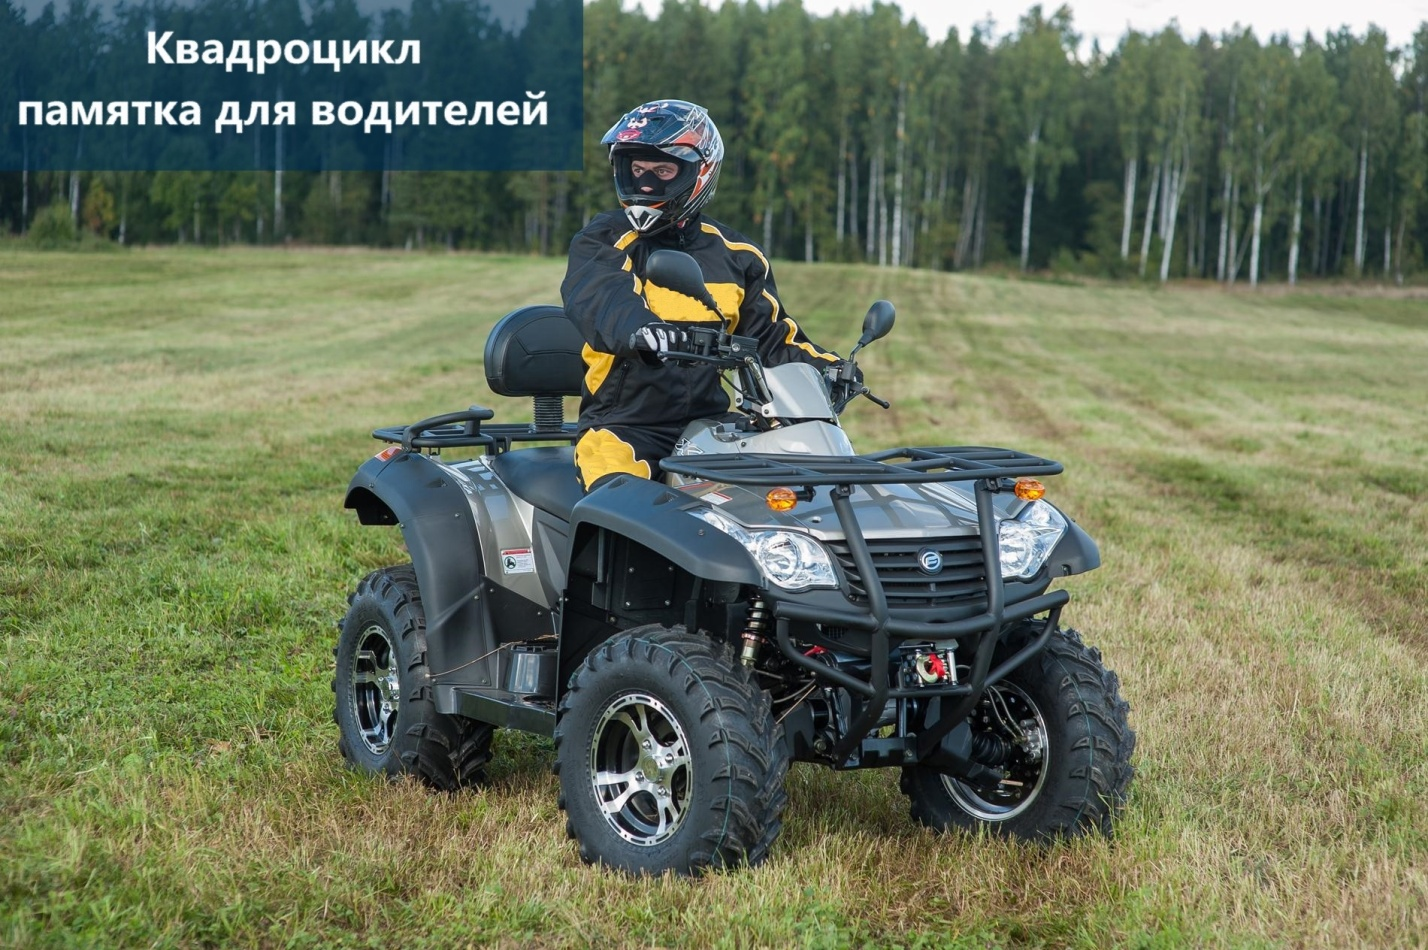 Квадроцикл
памятка для водителей